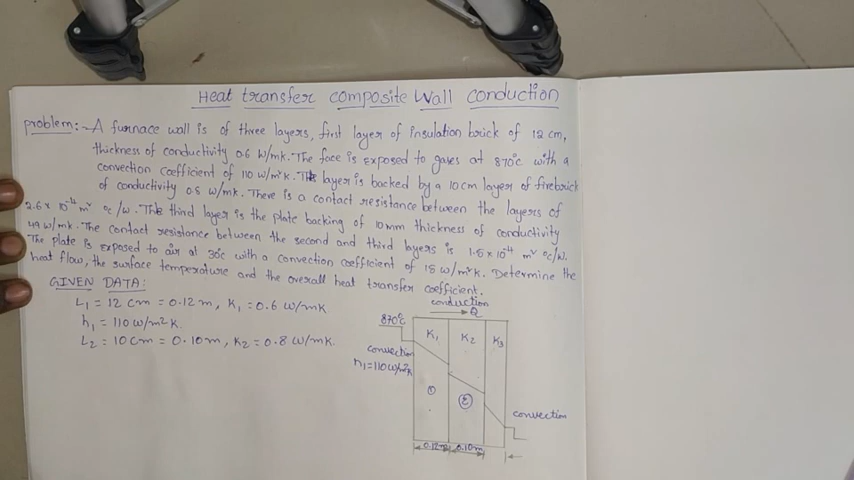 Heat transfer composite Wall conduction
problem:- A furnace wall is of three layers, first layer of insulation brick of 12 cm,
thickness of conductivity 0.6 W/mk. The face is exposed to gases at 870°c with a
convection coefficient of 110 W/m²K. The layer is backed by a 10cm layer of firebrick
of conductivity 0.8 W/mk. There is a contact resistance between the layers of
2.6 x 10⁻⁴ m² °c/w. The third layer is the plate backing of 10mm thickness of conductivity
49 W/mk. The contact resistance between the second and third layers is 1.5 x 10⁻⁴ m² °c/w.
The plate is exposed to air at 30°c with a convection coefficient of 15 W/m²K. Determine the
heat flow, the surface temperature and the overall heat transfer coefficient.
GIVEN DATA:
L₁ = 12 Cm = 0.12 m, K₁ = 0.6 W/mK
h₁ = 110 W/m2K.
L₂ = 10 Cm = 0.10 m, K₂ = 0.8 W/mK.
conduction
Q
870°c
K₁ K₂ K₃
convection
h₁=110W/m²K
① ②
convection
0.12m 0.10m